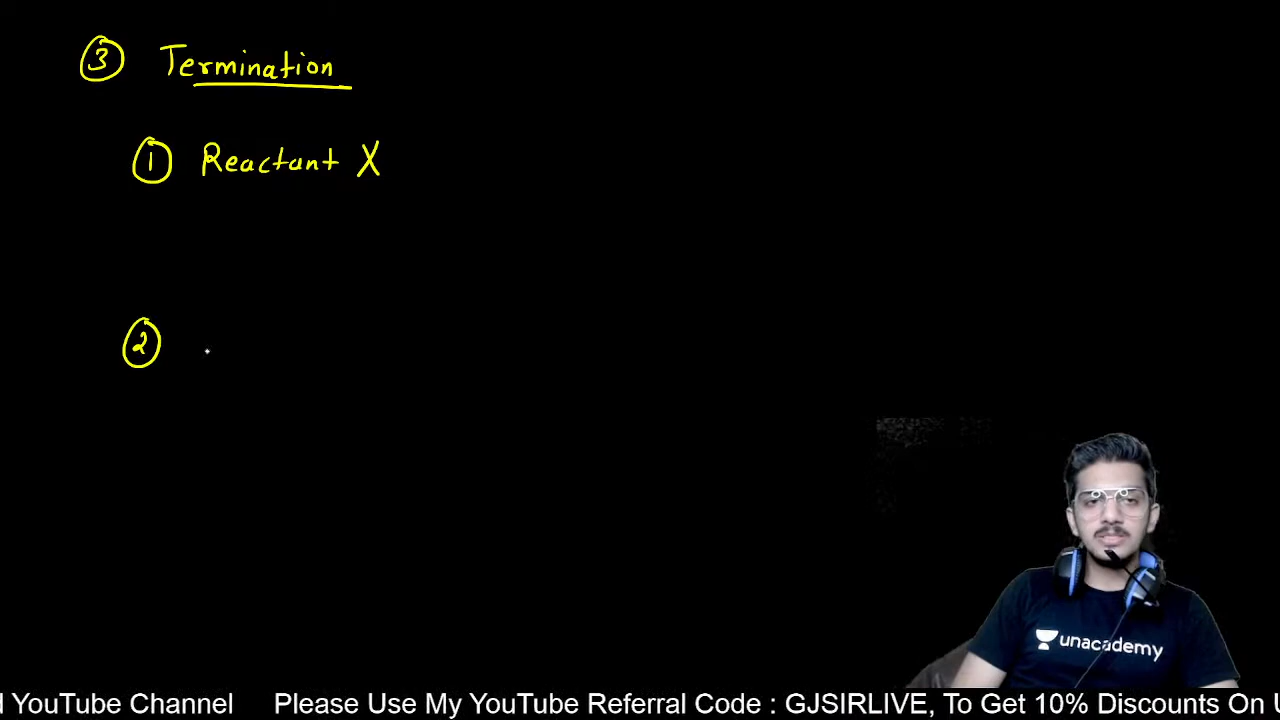 ③ Termination
① Reactant X
②
unacademy
d YouTube Channel Please Use My YouTube Referral Code : GJSIRLIVE, To Get 10% Discounts On U